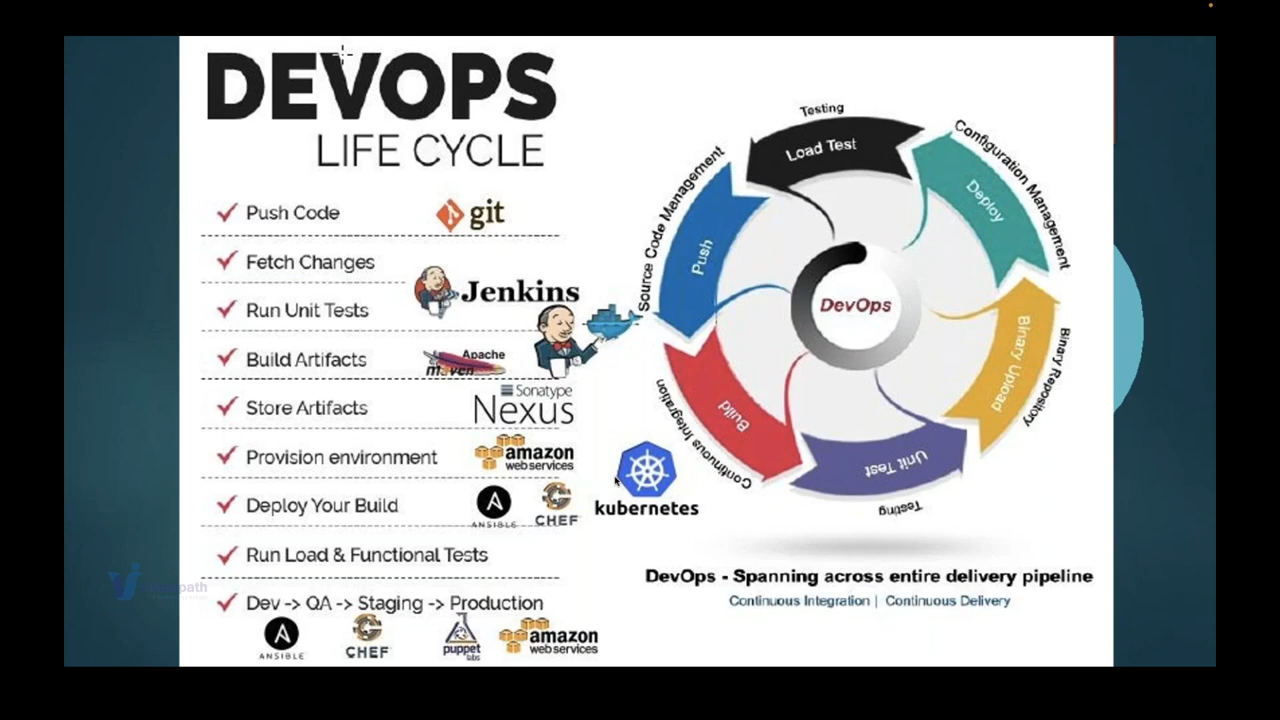 DEVOPS
LIFE CYCLE
Push Code
git
Fetch Changes
Jenkins
Run Unit Tests
Build Artifacts
Apache
maven
Store Artifacts
Sonatype
Nexus
Provision environment
amazon
web services
Deploy Your Build
ANSIBLE
CHEF
kubernetes
Run Load & Functional Tests
Dev -> QA -> Staging -> Production
ANSIBLE
CHEF
puppet
labs
amazon
web services
Testing
Load Test
Configuration Management
Deploy
Binary Repository
Binary Upload
Unit Test
Testing
Continuous Integration
Build
Source Code Management
Push
DevOps
DevOps - Spanning across entire delivery pipeline
Continuous Integration | Continuous Delivery